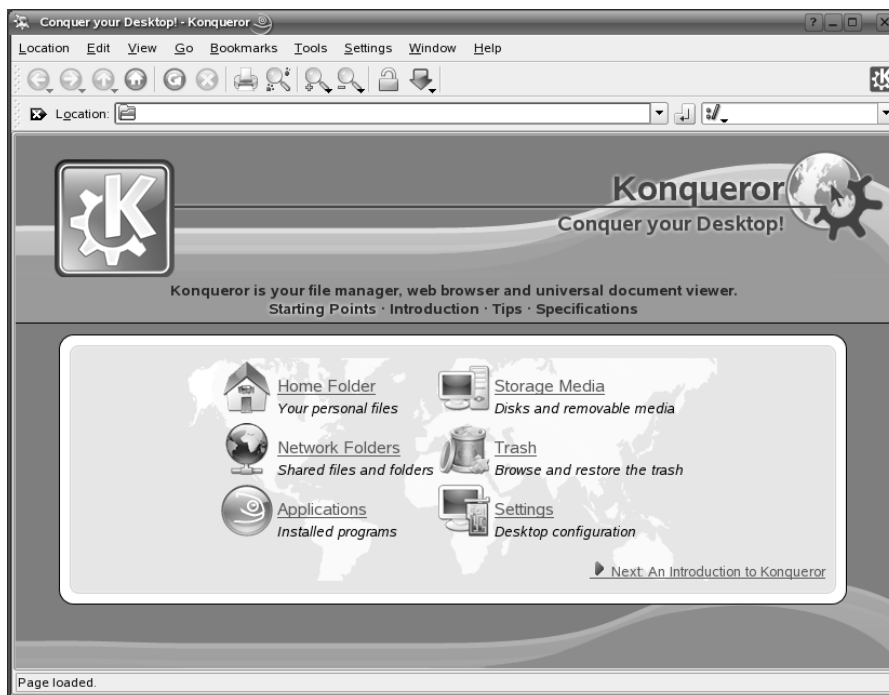 Conquer your Desktop! - Konqueror
Location Edit View Go Bookmarks Tools Settings Window Help
Location:
Konqueror
Conquer your Desktop!
Konqueror is your file manager, web browser and universal document viewer.
Starting Points · Introduction · Tips · Specifications
Home Folder
Your personal files
Storage Media
Disks and removable media
Network Folders
Shared files and folders
Trash
Browse and restore the trash
Applications
Installed programs
Settings
Desktop configuration
Next: An Introduction to Konqueror
Page loaded.